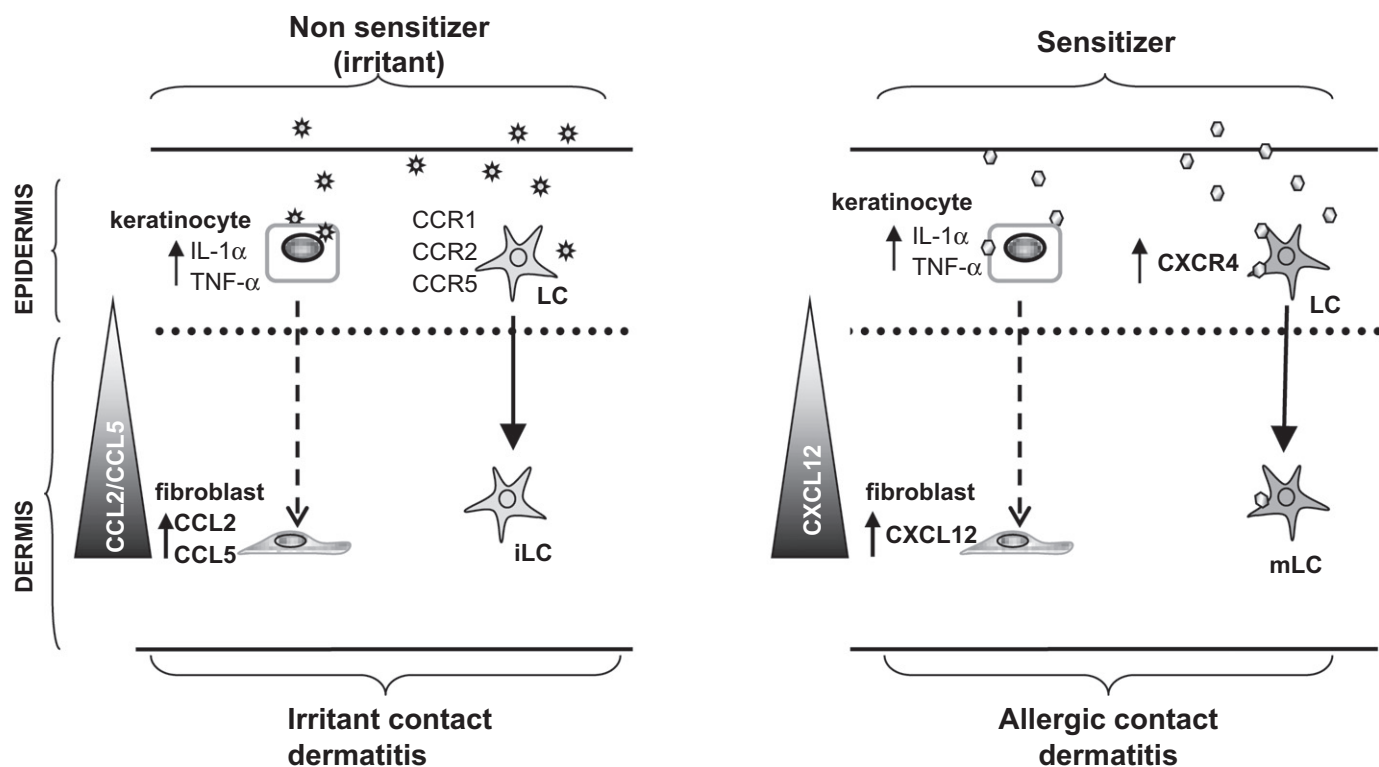 Non sensitizer
(irritant)
EPIDERMIS
keratinocyte
IL-1α
TNF-α
CCR1
CCR2
CCR5
LC
DERMIS
CCL2/CCL5
fibroblast
CCL2
CCL5
iLC
Irritant contact
dermatitis
Sensitizer
keratinocyte
IL-1α
TNF-α
CXCR4
LC
CXCL12
fibroblast
CXCL12
mLC
Allergic contact
dermatitis